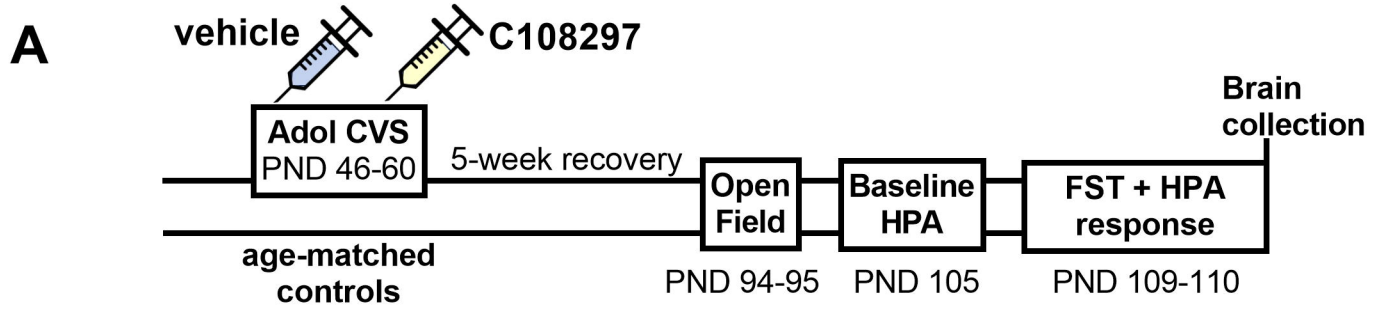 A
vehicle
C108297
Adol CVS
PND 46-60
5-week recovery
age-matched
controls
Open
Field
PND 94-95
Baseline
HPA
PND 105
FST + HPA
response
PND 109-110
Brain
collection